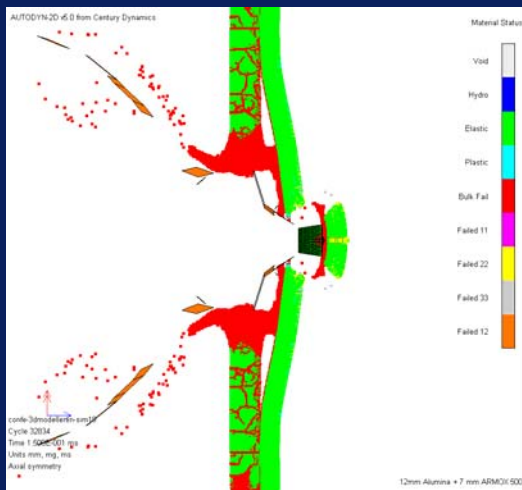 AUTODYN-2D v5.0 from Century Dynamics
Material Status
Void
Hydro
Elastic
Plastic
Bulk Fail
Failed 11
Failed 22
Failed 33
Failed 12
Cycle 32834
Units mm, mg, ms
Axial symmetry
12mm Alumina + 7 mm ARMOX 500